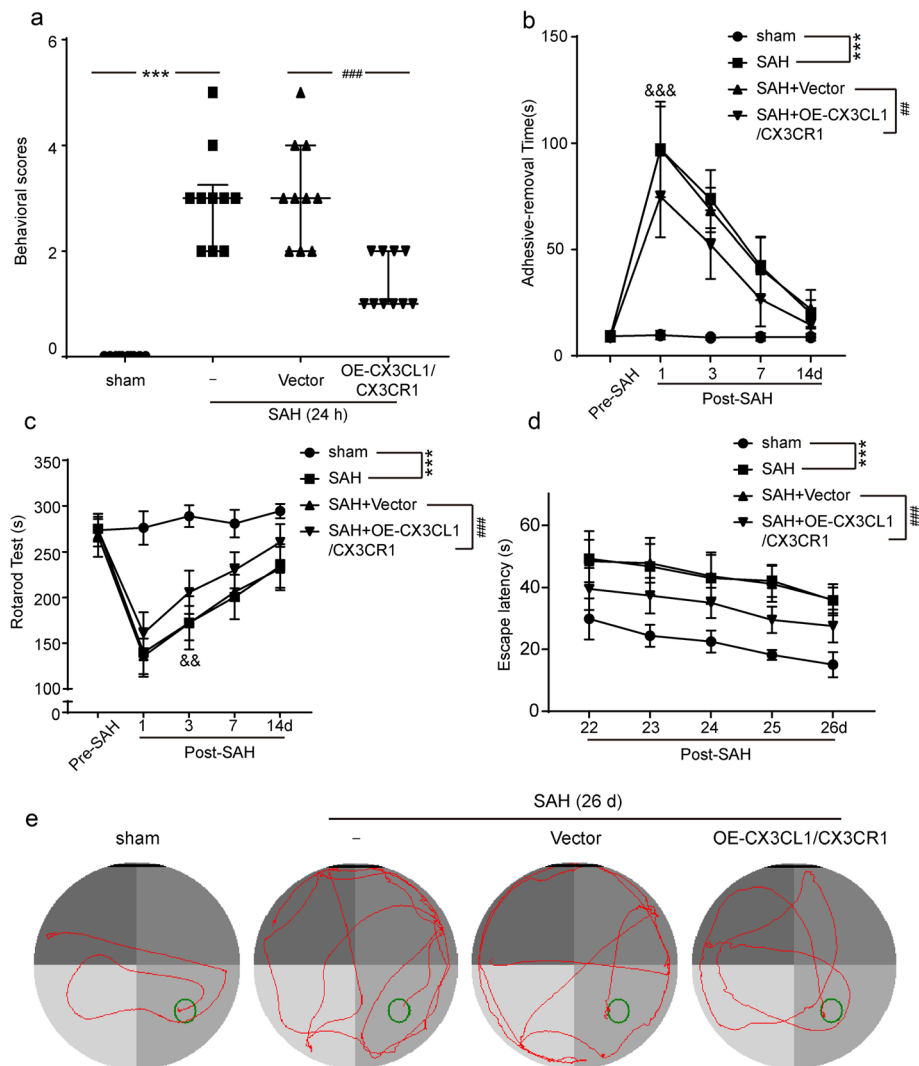 a
Behavioral scores
6
4
2
0
***
###
sham
–
Vector
OE-CX3CL1/
CX3CR1
SAH (24 h)
b
Adhesive-removal Time(s)
150
100
50
0
&&&
sham
SAH
SAH+Vector
SAH+OE-CX3CL1
/CX3CR1
***
##
Pre-SAH
1
3
7
14d
Post-SAH
c
Rotarod Test (s)
350
300
250
200
150
100
0
&&
sham
SAH
SAH+Vector
SAH+OE-CX3CL1
/CX3CR1
***
###
Pre-SAH
1
3
7
14d
Post-SAH
d
Escape latency (s)
60
40
20
0
sham
SAH
SAH+Vector
SAH+OE-CX3CL1
/CX3CR1
***
###
22
23
24
25
26d
Post-SAH
e
SAH (26 d)
sham
–
Vector
OE-CX3CL1/CX3CR1